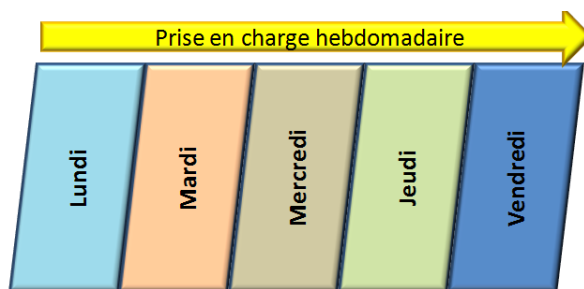 Prise en charge hebdomadaire
Lundi
Mardi
Mercredi
Jeudi
Vendredi